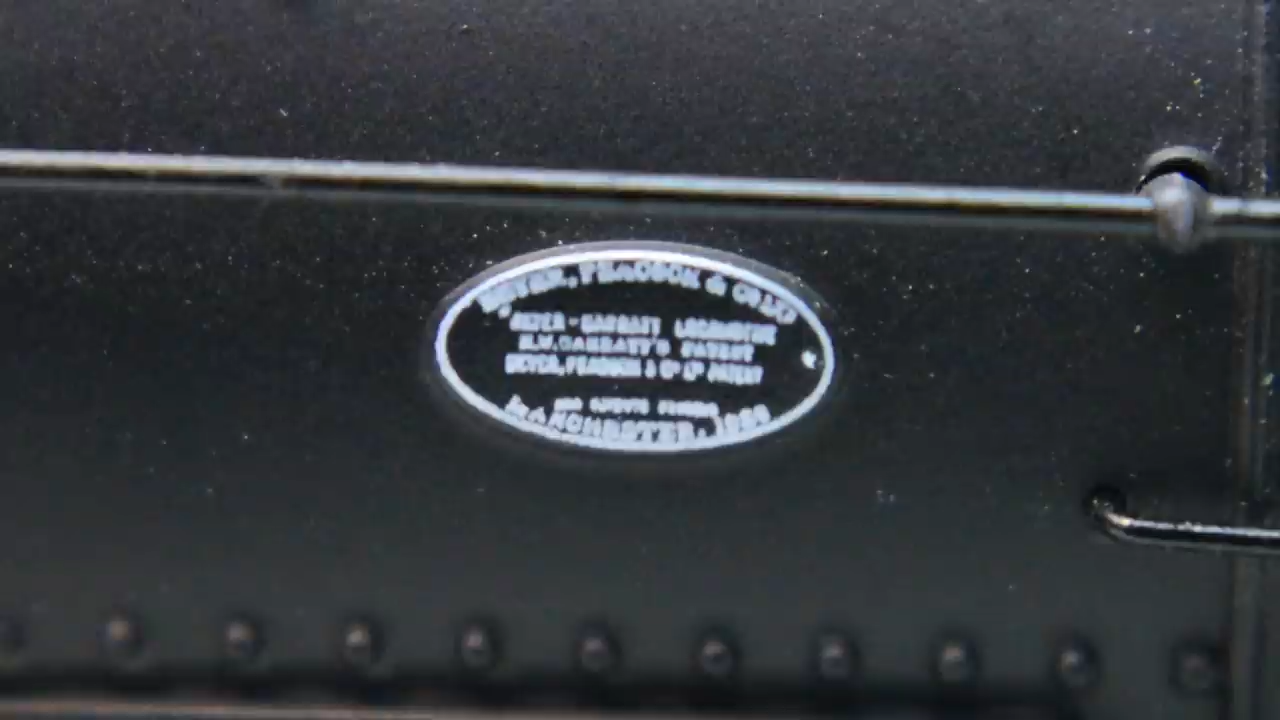 BEYER, PEACOCK & Co LTD
BEYER - GARRATT LOCOMOTIVE
H.W. GARRATT'S PATENT
BEYER, PEACOCK & Co LD PATENT
MANCHESTER,